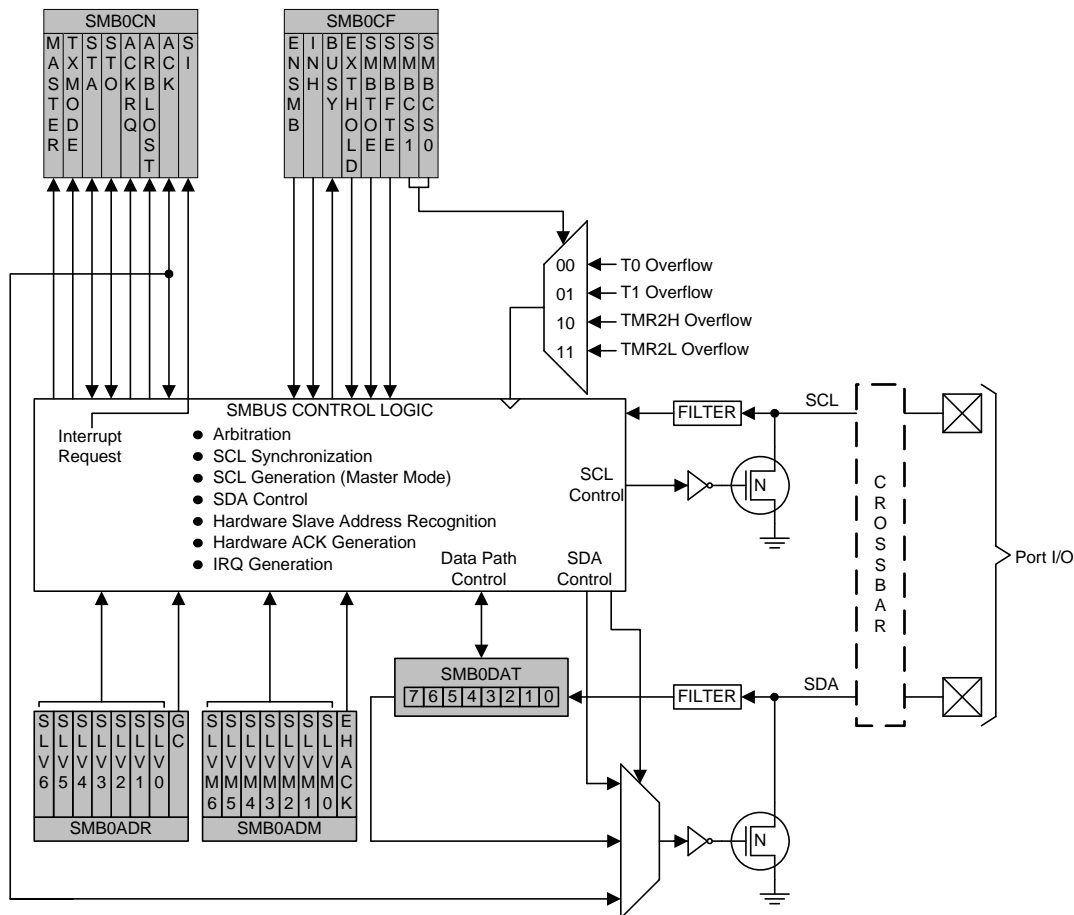 SMB0CN
MASTER
TXMODE
STA
STO
ACKRQ
ARBLOST
ACK
SI
SMB0CF
ENSMB
INH
BUSY
EXTHOLD
SMBTOE
SMBFTE
SMBCS1
SMBCS0
00
T0 Overflow
01
T1 Overflow
10
TMR2H Overflow
11
TMR2L Overflow
SMBUS CONTROL LOGIC
Interrupt
Request
● Arbitration
● SCL Synchronization
● SCL Generation (Master Mode)
● SDA Control
● Hardware Slave Address Recognition
● Hardware ACK Generation
● IRQ Generation
SCL
Control
Data Path
Control
SDA
Control
FILTER
SCL
N
CROSSBAR
Port I/O
SMB0DAT
7 6 5 4 3 2 1 0
FILTER
SDA
N
SLV6
SLV5
SLV4
SLV3
SLV2
SLV1
SLV0
GC
SMB0ADR
SLVM6
SLVM5
SLVM4
SLVM3
SLVM2
SLVM1
SLVM0
EHACK
SMB0ADM